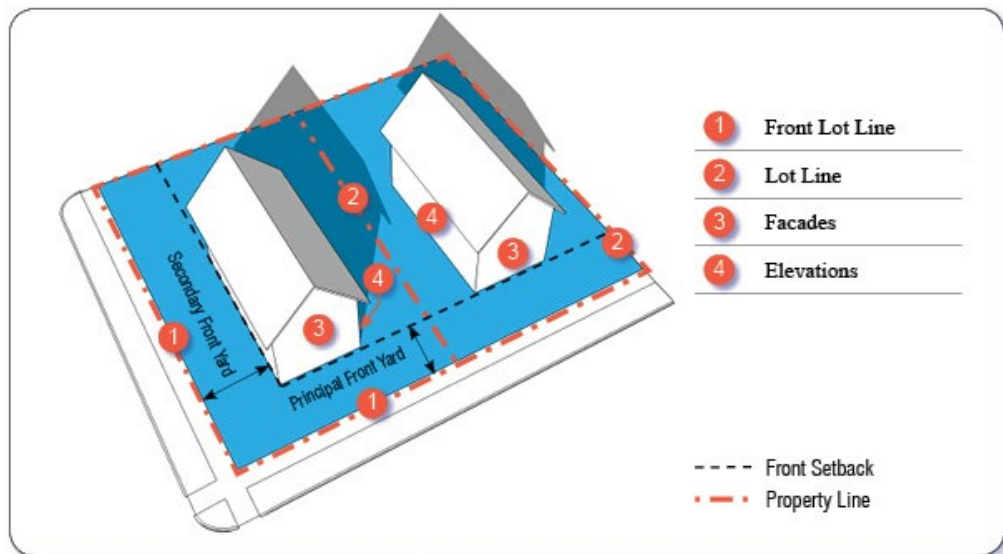 1 Front Lot Line
2 Lot Line
3 Facades
4 Elevations
2
4
3
4
3
2
1
Secondary Front Yard
Principal Front Yard
1
Front Setback
Property Line